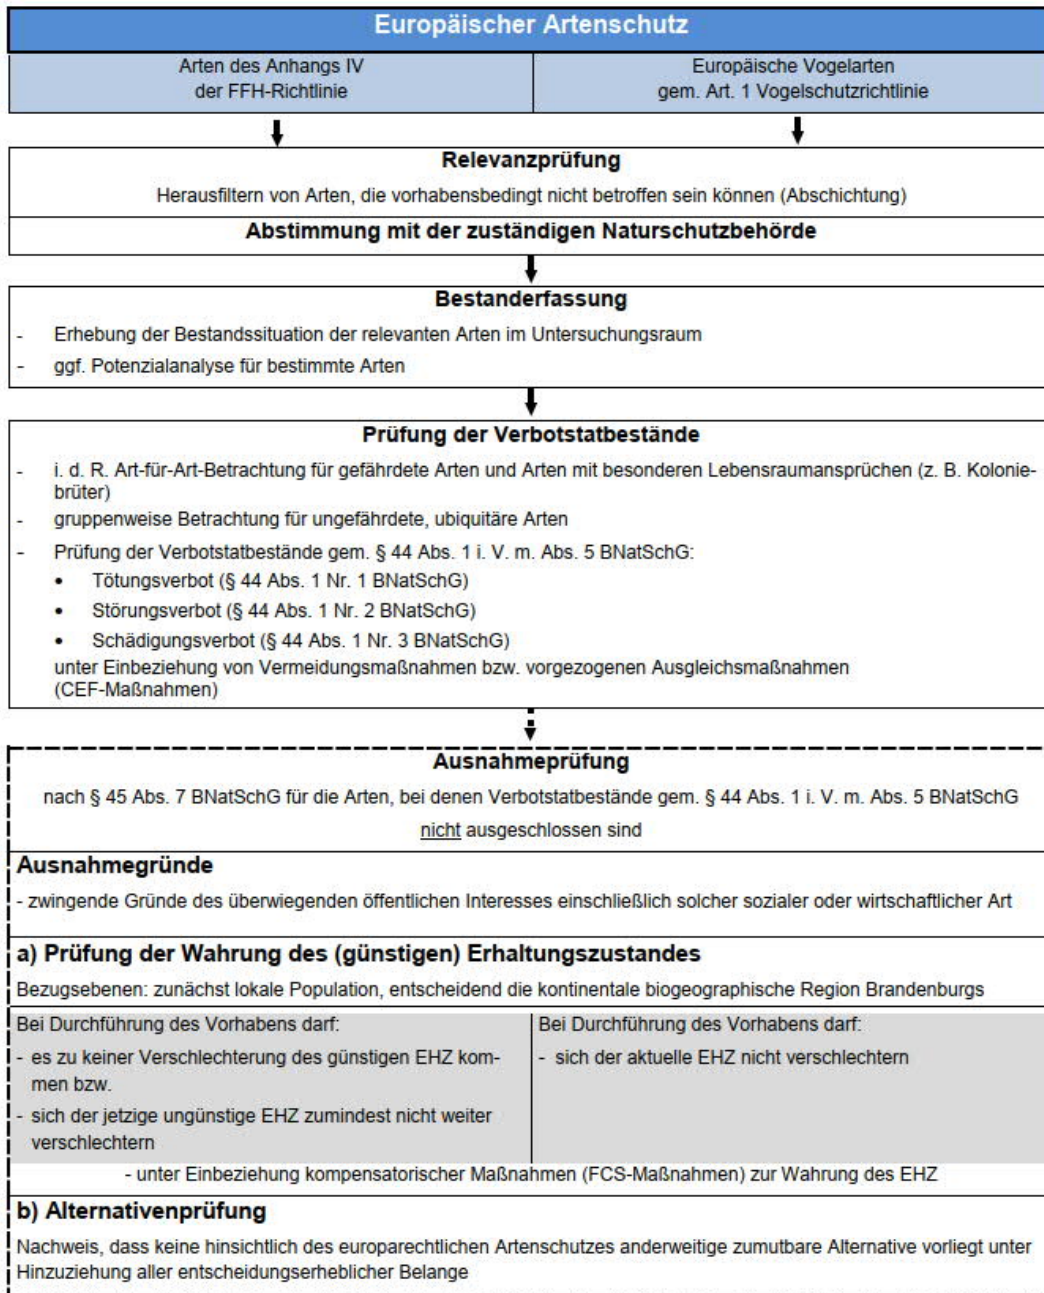 Europäischer Artenschutz
Arten des Anhangs IV
der FFH-Richtlinie
Europäische Vogelarten
gem. Art. 1 Vogelschutzrichtlinie
Relevanzprüfung
Herausfiltern von Arten, die vorhabensbedingt nicht betroffen sein können (Abschichtung)
Abstimmung mit der zuständigen Naturschutzbehörde
Bestanderfassung
- Erhebung der Bestandssituation der relevanten Arten im Untersuchungsraum
- ggf. Potenzialanalyse für bestimmte Arten
Prüfung der Verbotstatbestände
- i. d. R. Art-für-Art-Betrachtung für gefährdete Arten und Arten mit besonderen Lebensraumansprüchen (z. B. Kolonie-
brüter)
- gruppenweise Betrachtung für ungefährdete, ubiquitäre Arten
- Prüfung der Verbotstatbestände gem. § 44 Abs. 1 i. V. m. Abs. 5 BNatSchG:
• Tötungsverbot (§ 44 Abs. 1 Nr. 1 BNatSchG)
• Störungsverbot (§ 44 Abs. 1 Nr. 2 BNatSchG)
• Schädigungsverbot (§ 44 Abs. 1 Nr. 3 BNatSchG)
unter Einbeziehung von Vermeidungsmaßnahmen bzw. vorgezogenen Ausgleichsmaßnahmen
(CEF-Maßnahmen)
Ausnahmeprüfung
nach § 45 Abs. 7 BNatSchG für die Arten, bei denen Verbotstatbestände gem. § 44 Abs. 1 i. V. m. Abs. 5 BNatSchG
nicht ausgeschlossen sind
Ausnahmegründe
- zwingende Gründe des überwiegenden öffentlichen Interesses einschließlich solcher sozialer oder wirtschaftlicher Art
a) Prüfung der Wahrung des (günstigen) Erhaltungszustandes
Bezugsebenen: zunächst lokale Population, entscheidend die kontinentale biogeographische Region Brandenburgs
Bei Durchführung des Vorhabens darf:
- es zu keiner Verschlechterung des günstigen EHZ kom-
men bzw.
- sich der jetzige ungünstige EHZ zumindest nicht weiter
verschlechtern
Bei Durchführung des Vorhabens darf:
- sich der aktuelle EHZ nicht verschlechtern
- unter Einbeziehung kompensatorischer Maßnahmen (FCS-Maßnahmen) zur Wahrung des EHZ
b) Alternativenprüfung
Nachweis, dass keine hinsichtlich des europarechtlichen Artenschutzes anderweitige zumutbare Alternative vorliegt unter
Hinzuziehung aller entscheidungserheblicher Belange